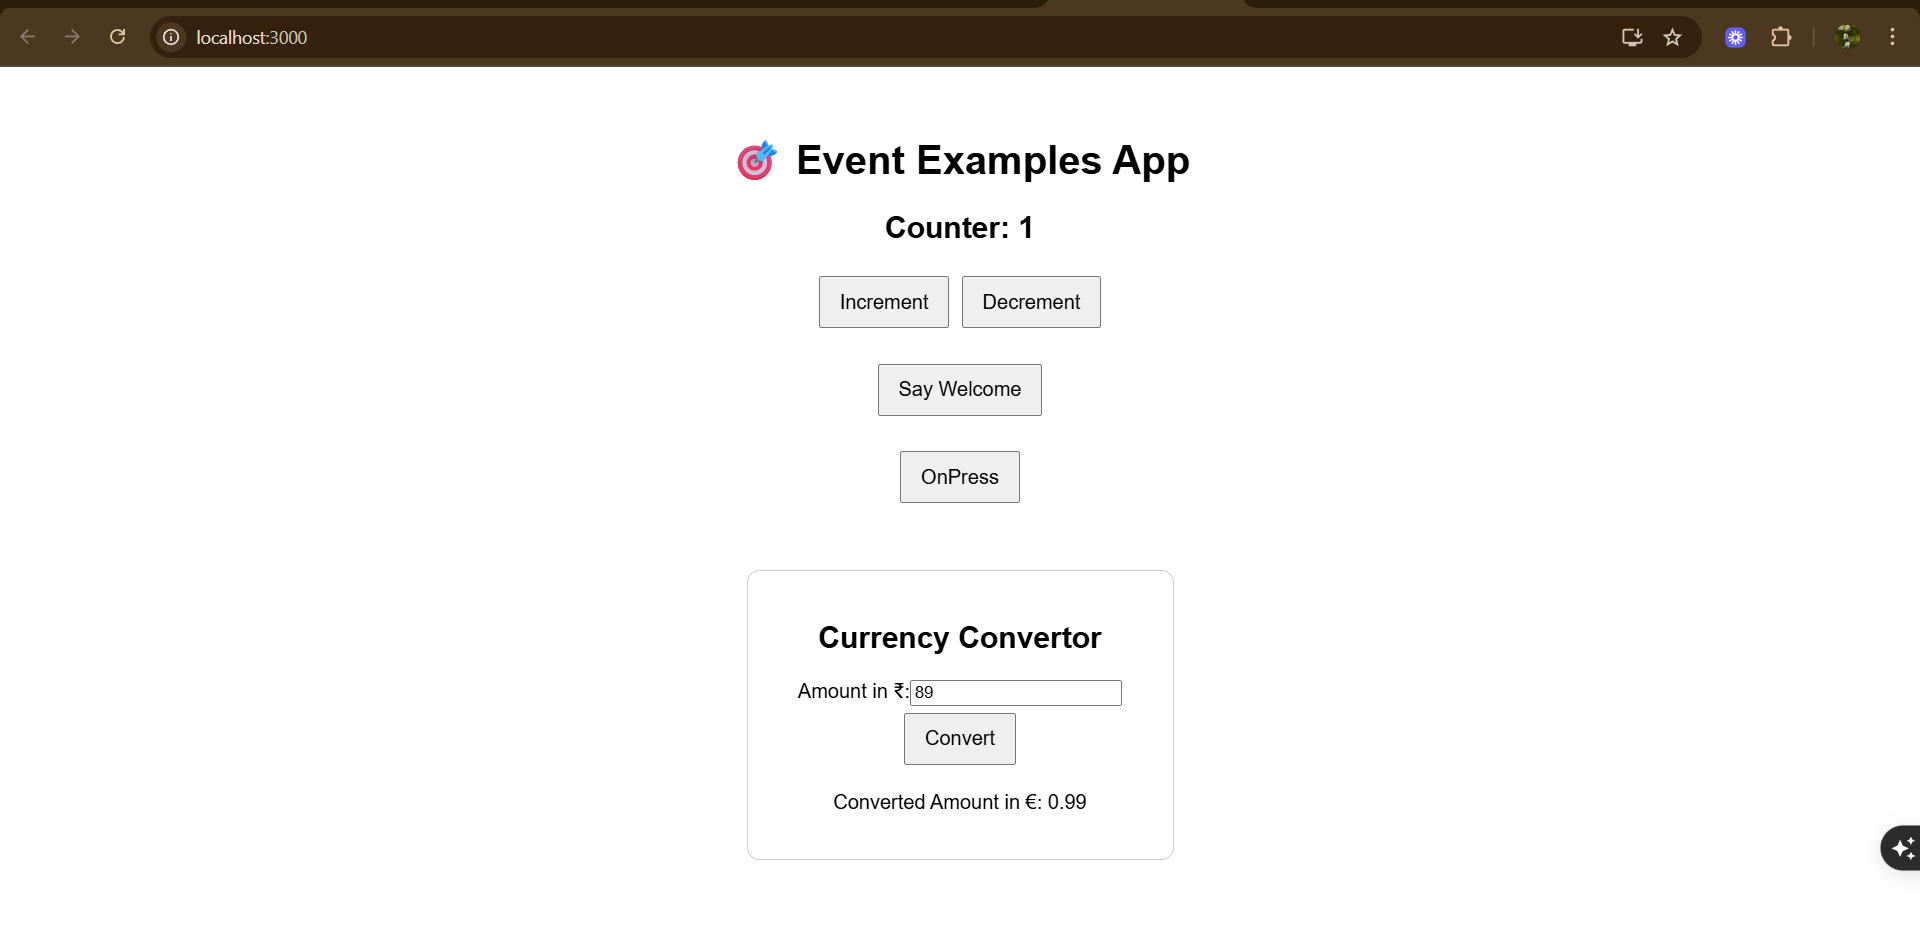 localhost:3000
🎯 Event Examples App
Counter: 1
Increment Decrement
Say Welcome
OnPress
Currency Convertor
Amount in ₹: 89
Convert
Converted Amount in €: 0.99